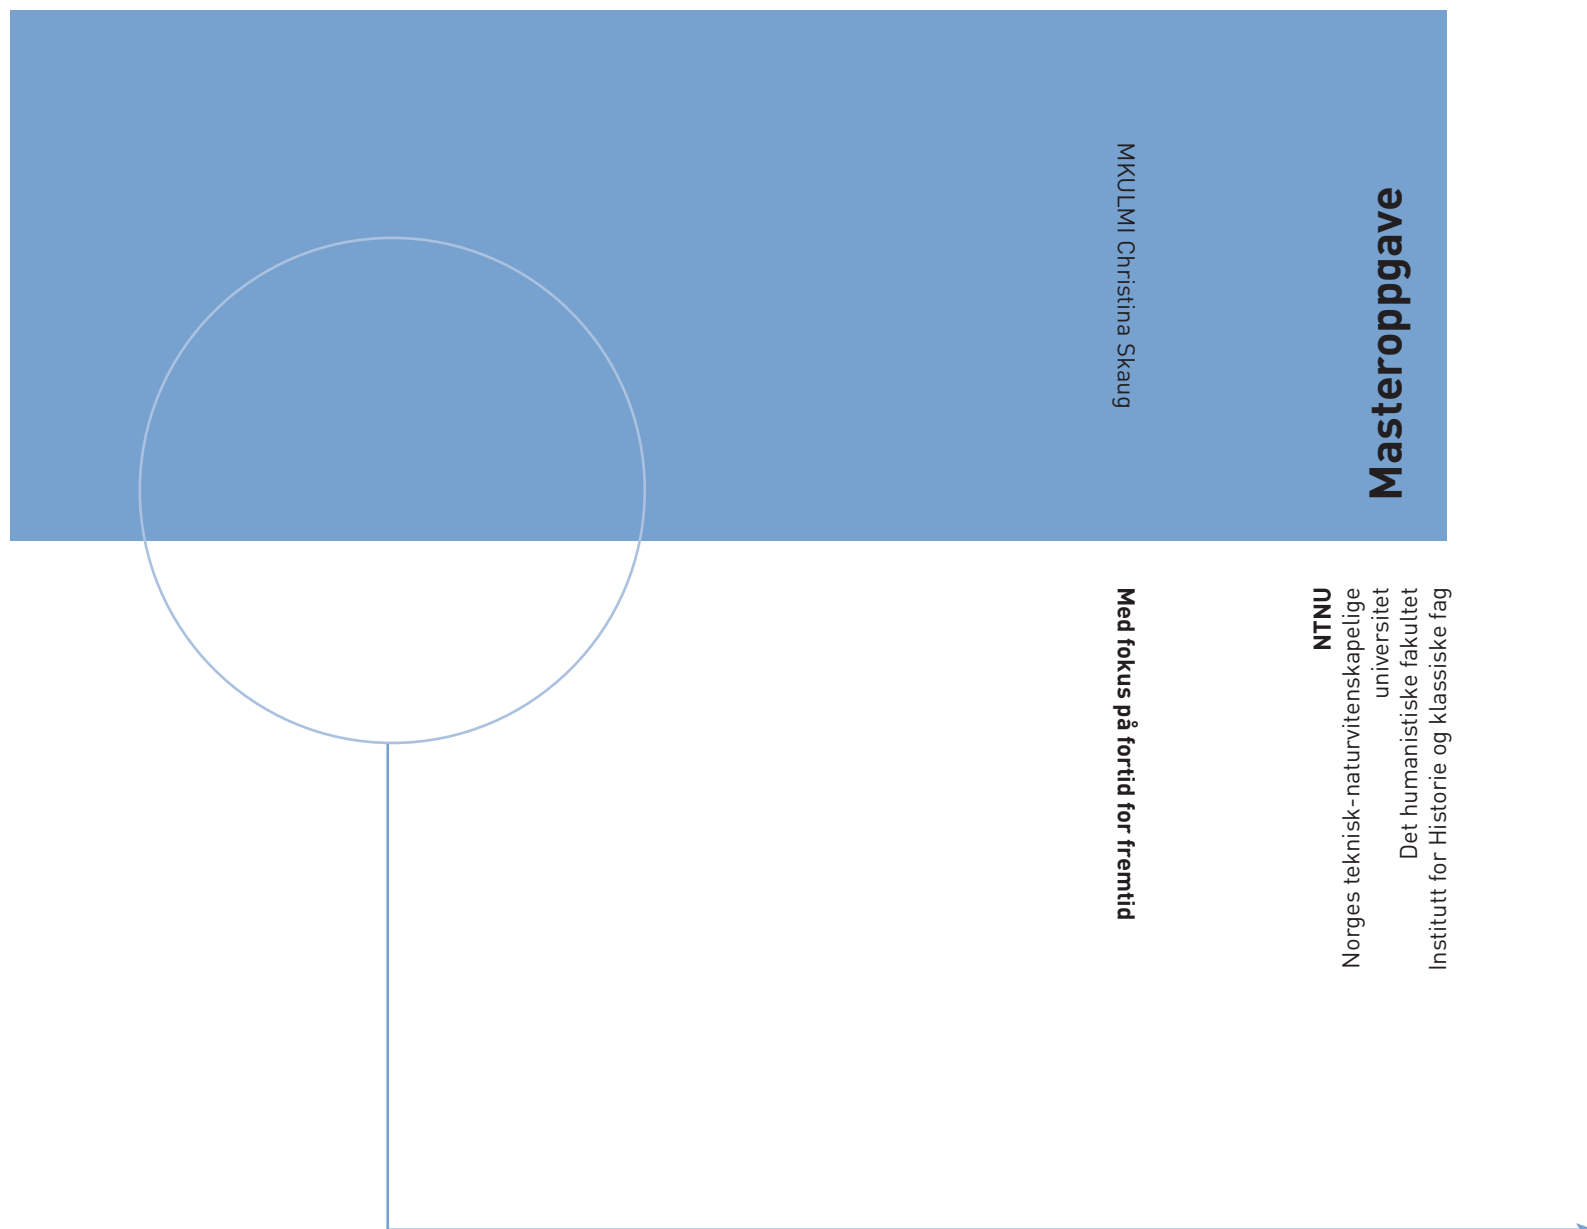 MKULMI Christina Skaug
Med fokus på fortid for fremtid
Masteroppgave
NTNU
Norges teknisk-naturvitenskapelige
universitet
Det humanistiske fakultet
Institutt for Historie og klassiske fag